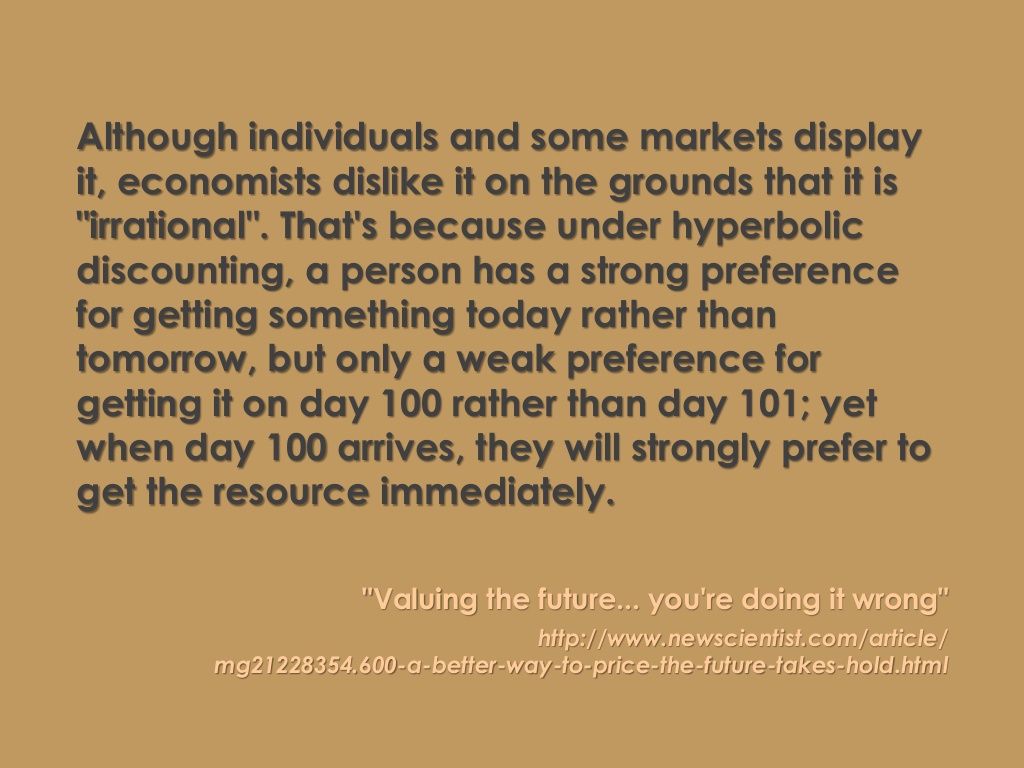 Although individuals and some markets display
it, economists dislike it on the grounds that it is
"irrational". That's because under hyperbolic
discounting, a person has a strong preference
for getting something today rather than
tomorrow, but only a weak preference for
getting it on day 100 rather than day 101; yet
when day 100 arrives, they will strongly prefer to
get the resource immediately.
"Valuing the future... you're doing it wrong"
http://www.newscientist.com/article/
mg21228354.600-a-better-way-to-price-the-future-takes-hold.html